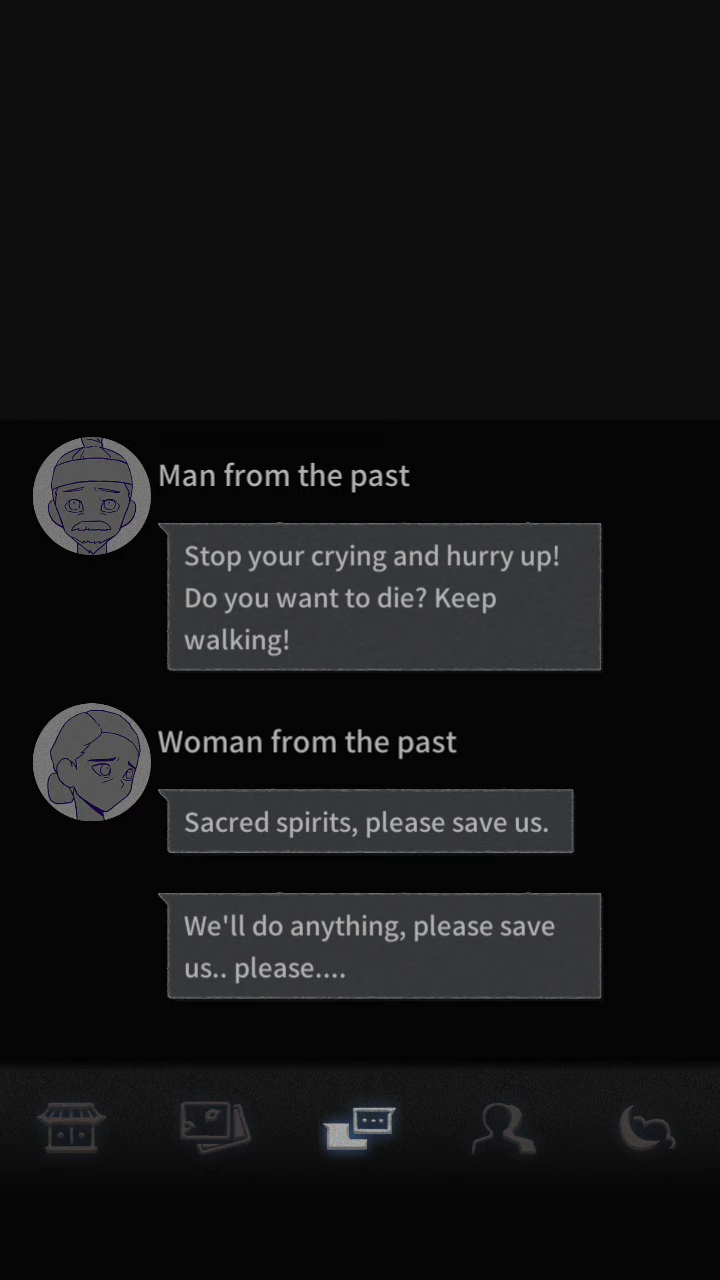 Man from the past
Stop your crying and hurry up!
Do you want to die? Keep
walking!
Woman from the past
Sacred spirits, please save us.
We'll do anything, please save
us.. please....